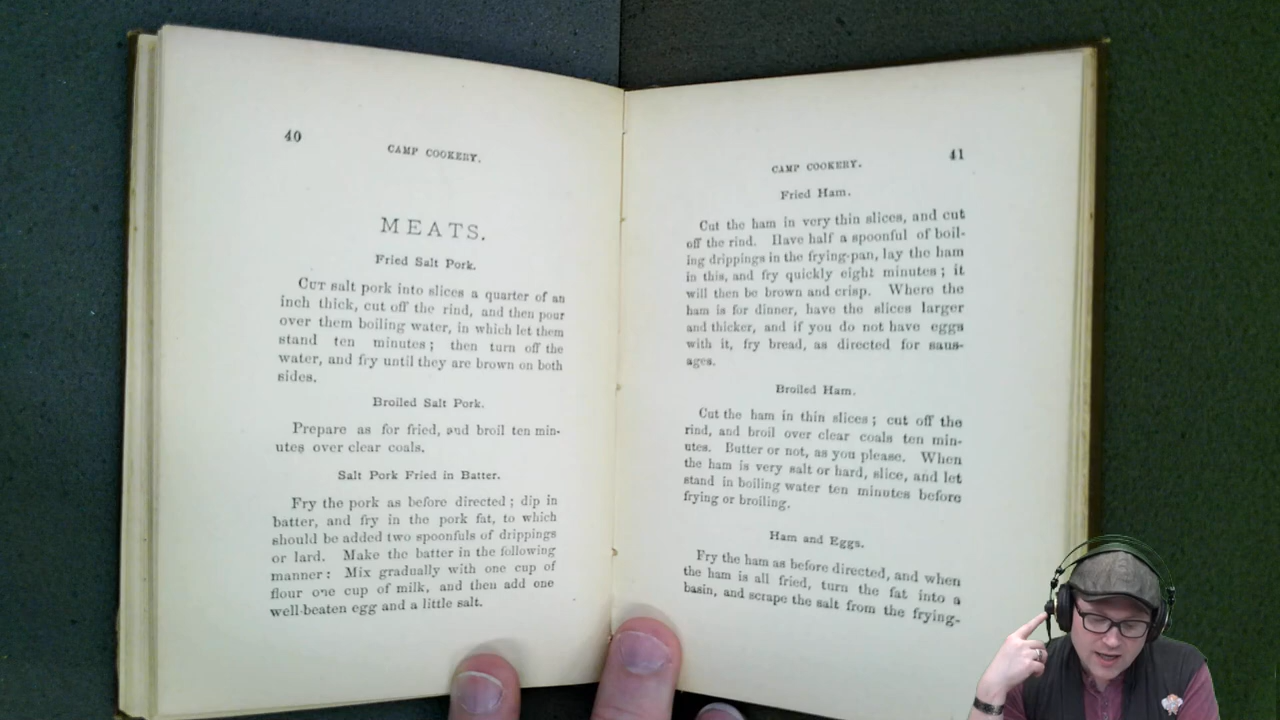 40
CAMP COOKERY.
MEATS.
Fried Salt Pork.
CUT salt pork into slices a quarter of an
inch thick, cut off the rind, and then pour
over them boiling water, in which let them
stand ten minutes; then turn off the
water, and fry until they are brown on both
sides.
Broiled Salt Pork.
Prepare as for fried, and broil ten min-
utes over clear coals.
Salt Pork Fried in Batter.
Fry the pork as before directed; dip in
batter, and fry in the pork fat, to which
should be added two spoonfuls of drippings
or lard. Make the batter in the following
manner: Mix gradually with one cup of
flour one cup of milk, and then add one
well-beaten egg and a little salt.
CAMP COOKERY.
41
Fried Ham.
Cut the ham in very thin slices, and cut
off the rind. Have half a spoonful of boil-
ing drippings in the frying-pan, lay the ham
in this, and fry quickly eight minutes; it
will then be brown and crisp. Where the
ham is for dinner, have the slices larger
and thicker, and if you do not have eggs
with it, fry bread, as directed for saus-
ages.
Broiled Ham.
Cut the ham in thin slices; cut off the
rind, and broil over clear coals ten min-
utes. Butter or not, as you please. When
the ham is very salt or hard, slice, and let
stand in boiling water ten minutes before
frying or broiling.
Ham and Eggs.
Fry the ham as before directed, and when
the ham is all fried, turn the fat into a
basin, and scrape the salt from the frying-